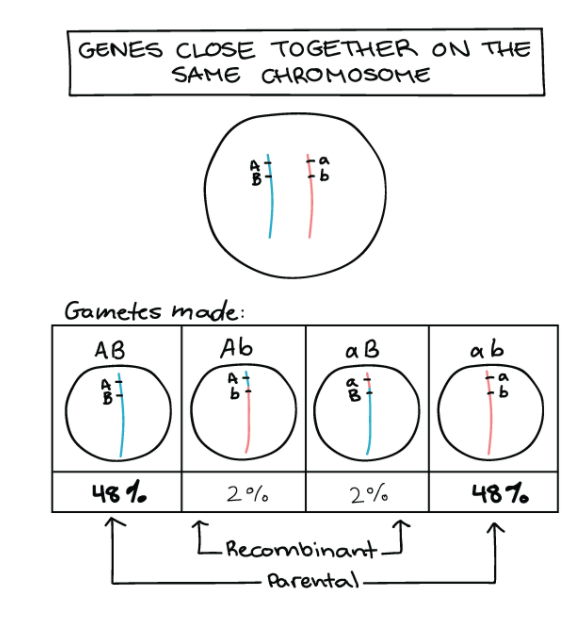 GENES CLOSE TOGETHER ON THE
SAME CHROMOSOME
A a
B b
Gametes made:
AB Ab aB ab
A A a a
B b B b
48% 2% 2% 48%
Recombinant
Parental